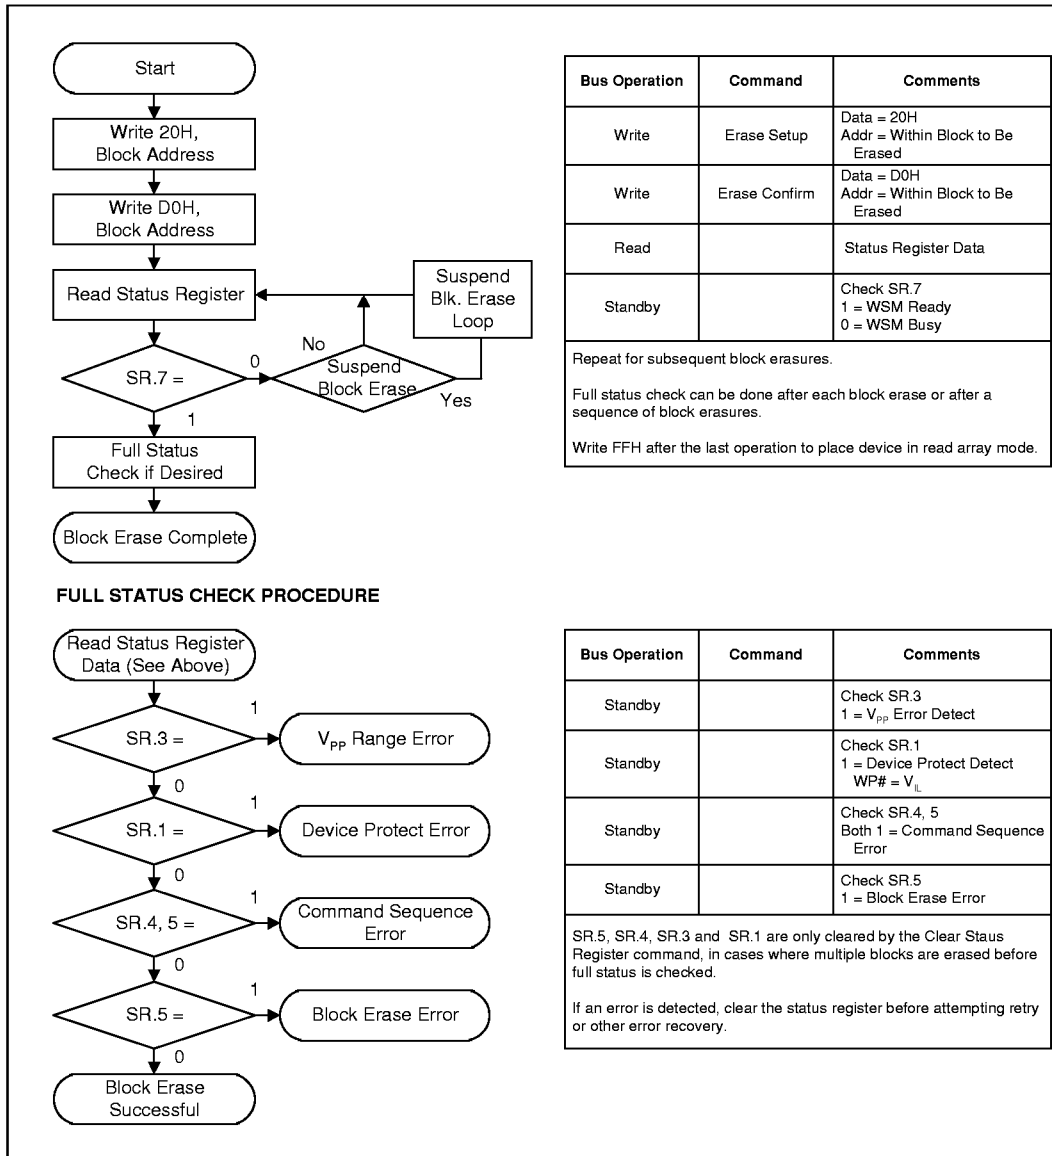 Start
Write 20H,
Block Address
Write D0H,
Block Address
Read Status Register
Suspend
Blk. Erase
Loop
No
0
SR.7 =
Suspend
Block Erase
Yes
1
Full Status
Check if Desired
Block Erase Complete
Bus Operation Command Comments
Write Erase Setup Data = 20H
Addr = Within Block to Be
Erased
Write Erase Confirm Data = D0H
Addr = Within Block to Be
Erased
Read Status Register Data
Standby Check SR.7
1 = WSM Ready
0 = WSM Busy
Repeat for subsequent block erasures.
Full status check can be done after each block erase or after a
sequence of block erasures.
Write FFH after the last operation to place device in read array mode.
FULL STATUS CHECK PROCEDURE
Read Status Register
Data (See Above)
1
SR.3 =
VPP Range Error
0
1
SR.1 =
Device Protect Error
0
1
SR.4, 5 =
Command Sequence
Error
0
1
SR.5 =
Block Erase Error
0
Block Erase
Successful
Bus Operation Command Comments
Standby Check SR.3
1 = VPP Error Detect
Standby Check SR.1
1 = Device Protect Detect
WP# = VIL
Standby Check SR.4, 5
Both 1 = Command Sequence
Error
Standby Check SR.5
1 = Block Erase Error
SR.5, SR.4, SR.3 and SR.1 are only cleared by the Clear Staus
Register command, in cases where multiple blocks are erased before
full status is checked.
If an error is detected, clear the status register before attempting retry
or other error recovery.